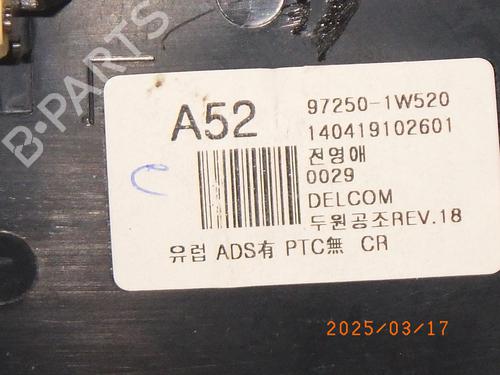 B-PARTS
A52
97250-1W520
140419102601
전영애
0029
DELCOM
두원공조REV.18
유럽 ADS有 PTC無 CR
2025/03/17